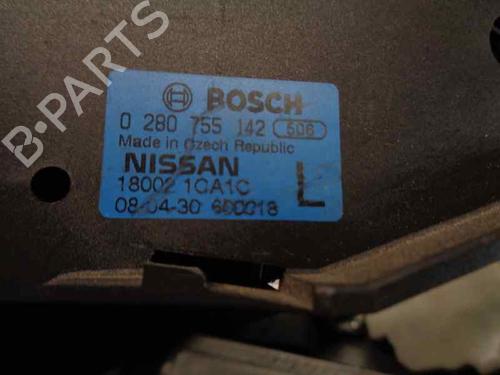 BOSCH
0 280 755 142 506
Made in Czech Republic
NISSAN
18002 1CA1C L
08-04-30 600018
B-PARTS